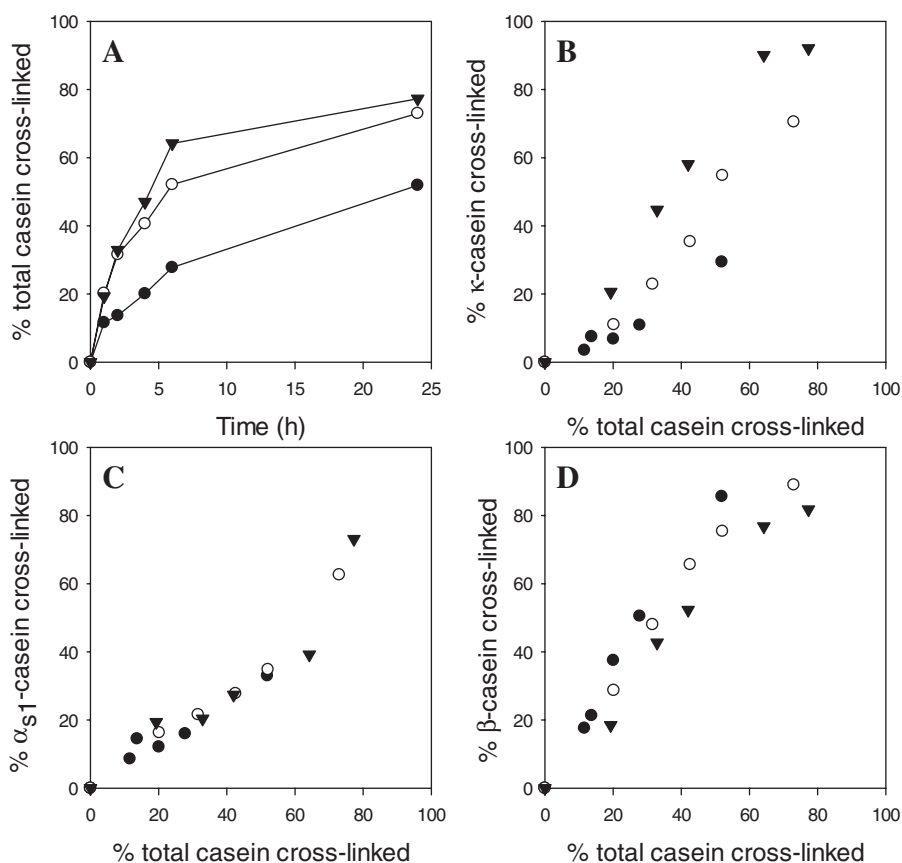 A
% total casein cross-linked
100
80
60
40
20
0
0 5 10 15 20 25
Time (h)
B
% κ-casein cross-linked
100
80
60
40
20
0
0 20 40 60 80 100
% total casein cross-linked
C
% αs1-casein cross-linked
100
80
60
40
20
0
0 20 40 60 80 100
% total casein cross-linked
D
% β-casein cross-linked
100
80
60
40
20
0
0 20 40 60 80 100
% total casein cross-linked